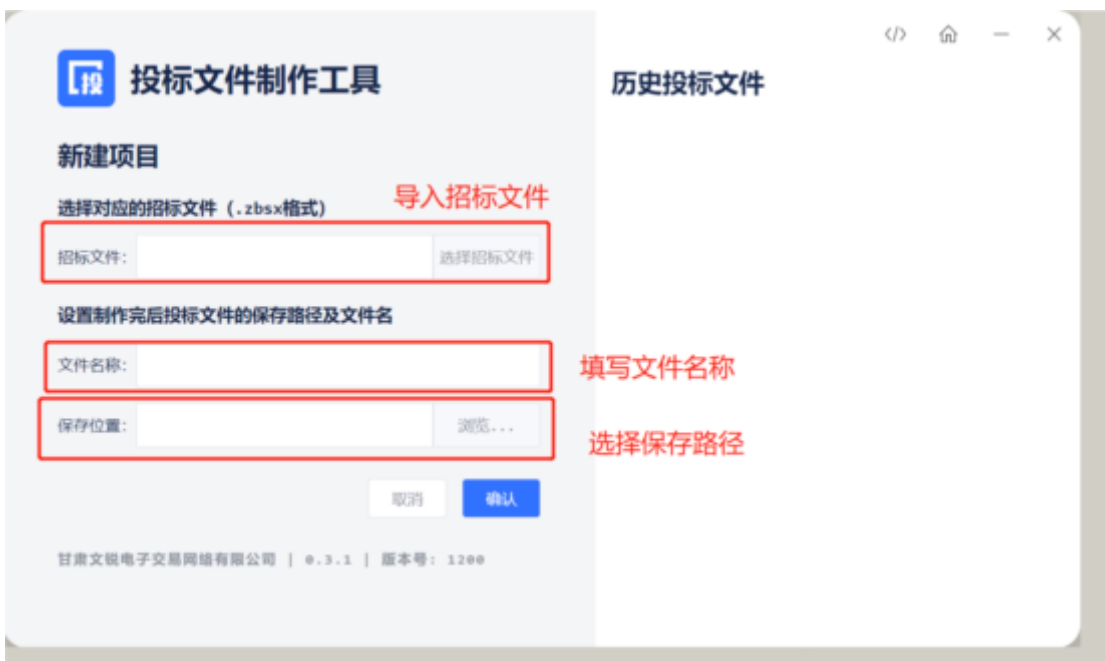 投
投标文件制作工具
历史投标文件
新建项目
导入招标文件
选择对应的招标文件（.zbsx格式）
招标文件：
选择招标文件
设置制作完后投标文件的保存路径及文件名
文件名称：
填写文件名称
保存位置：
浏览...
选择保存路径
取消
确认
甘肃文锐电子交易网络有限公司 | 0.3.1 | 版本号: 1200